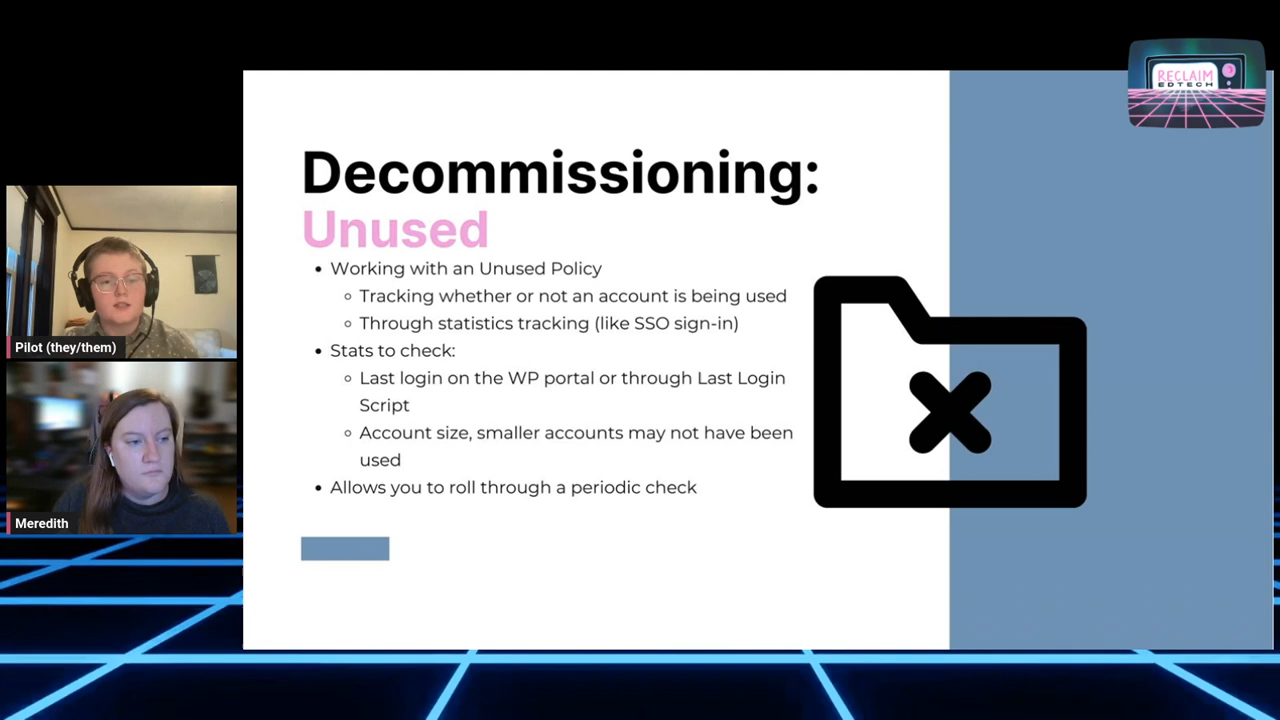 RECLAIM
EDTECH
Decommissioning:
Unused
• Working with an Unused Policy
◦ Tracking whether or not an account is being used
◦ Through statistics tracking (like SSO sign-in)
• Stats to check:
◦ Last login on the WP portal or through Last Login
Script
◦ Account size, smaller accounts may not have been
used
• Allows you to roll through a periodic check
Pilot (they/them)
Meredith